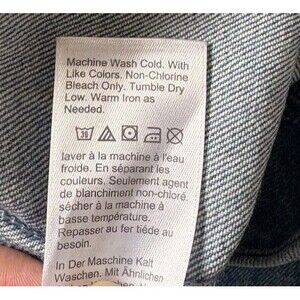 Machine Wash Cold. With
Like Colors. Non-Chlorine
Bleach Only. Tumble Dry
Low. Warm Iron as
Needed.
30
laver à la machine à l'eau
froide. En séparant les
couleurs. Seulement agent
de blanchiment non-chloré.
sécher à la machine à
basse température.
Repasser au fer tiède au
besoin.
In Der Maschine Kalt
Waschen. Mit Ähnlichen